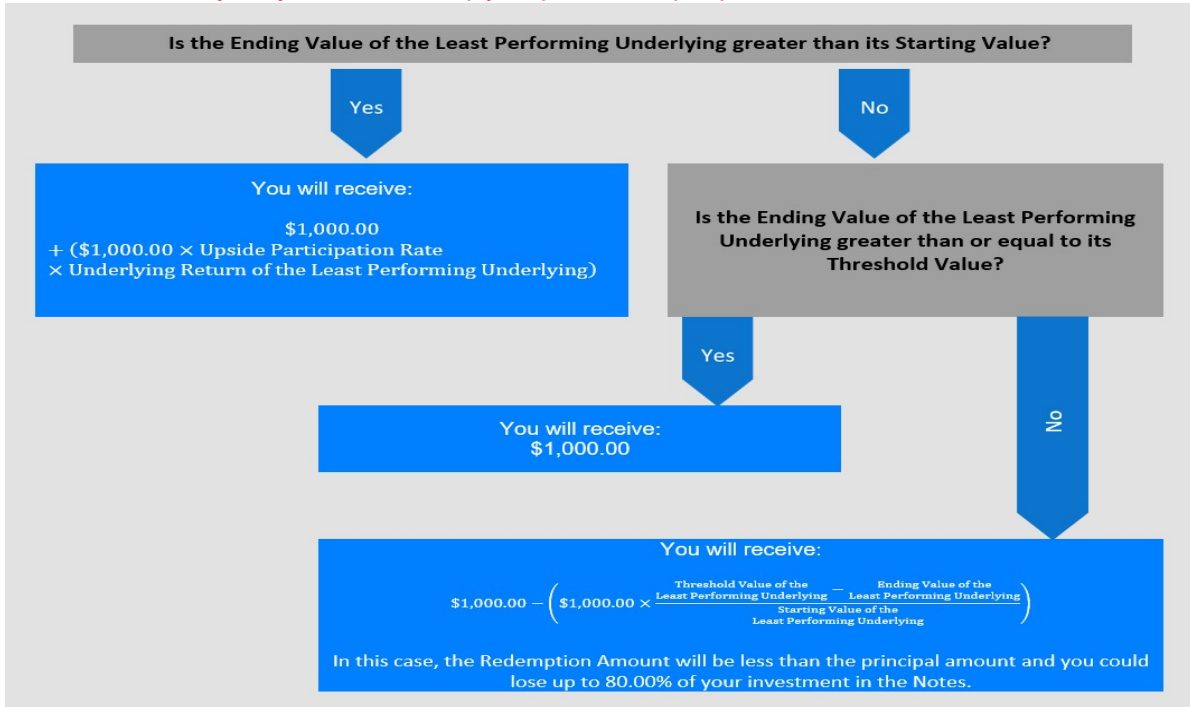 Is the Ending Value of the Least Performing Underlying greater than its Starting Value?
Yes
No
You will receive:
$1,000.00
+ ($1,000.00 × Upside Participation Rate
× Underlying Return of the Least Performing Underlying)
Is the Ending Value of the Least Performing
Underlying greater than or equal to its
Threshold Value?
Yes
No
You will receive:
$1,000.00
You will receive:
$1,000.00 − ($1,000.00 × (Threshold Value of the Least Performing Underlying − Ending Value of the Least Performing Underlying) / Starting Value of the Least Performing Underlying)
In this case, the Redemption Amount will be less than the principal amount and you could
lose up to 80.00% of your investment in the Notes.